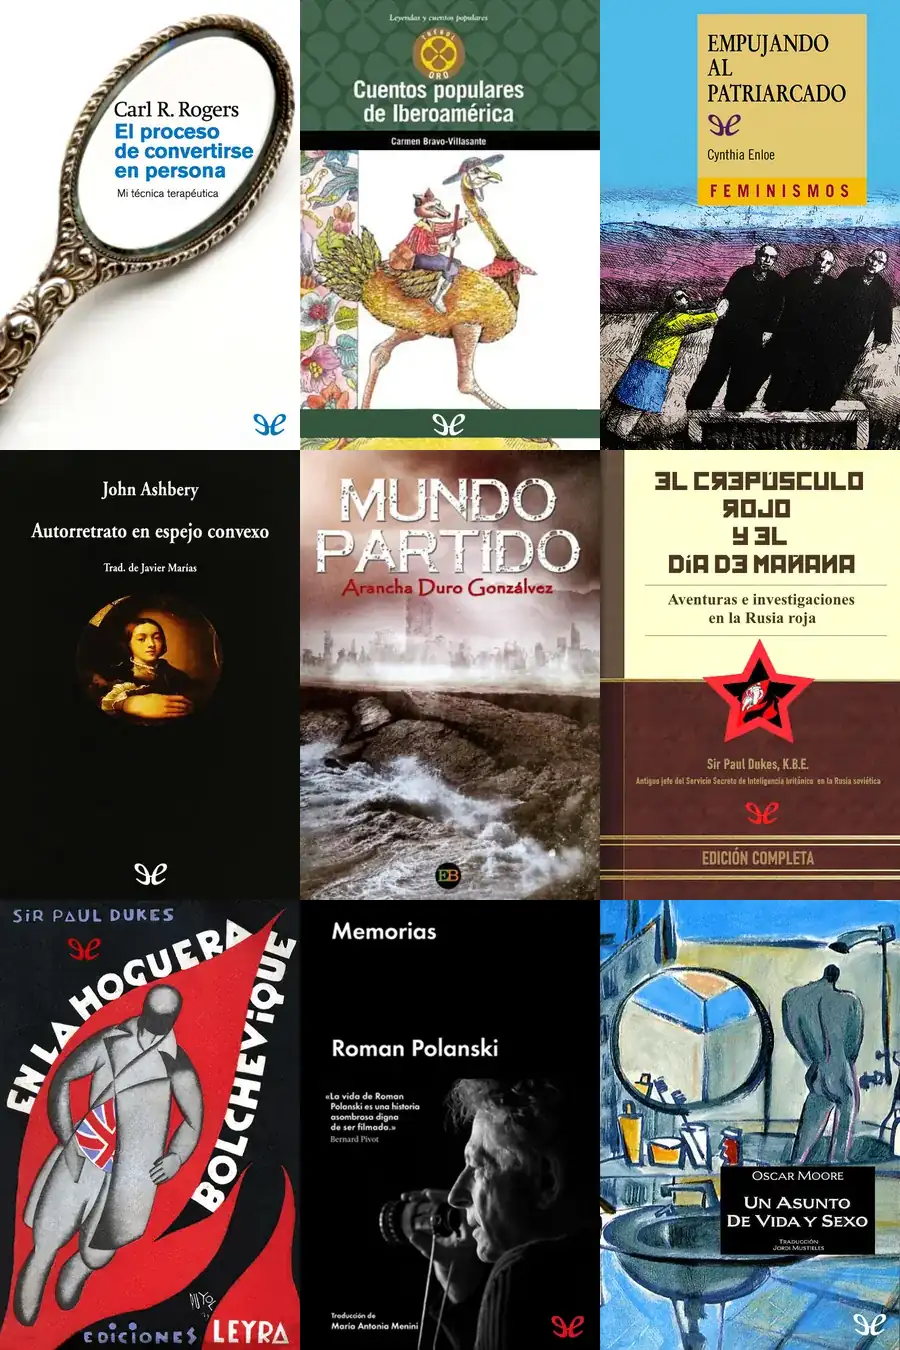 Carl R. Rogers
El proceso
de convertirse
en persona
Mi técnica terapéutica
Leyendas y cuentos populares
TREBOL
ORO
Cuentos populares
de Iberoamérica
Carmen Bravo-Villasante
EMPUJANDO
AL
PATRIARCADO
Cynthia Enloe
FEMINISMOS
John Ashbery
Autorretrato en espejo convexo
Trad. de Javier Marías
MUNDO
PARTIDO
Arancha Duro Gonzálvez
EB
EL CREPÚSCULO
ROJO
Y EL
DÍA DE MAÑANA
Aventuras e investigaciones
en la Rusia roja
Sir Paul Dukes, K.B.E.
Antiguo jefe del Servicio Secreto de Inteligencia británico en la Rusia soviética
EDICIÓN COMPLETA
SIR PAUL DUKES
EN LA HOGUERA
BOLCHEVIQUE
EDICIONES LEYRA
Memorias
Roman Polanski
«La vida de Roman
Polanski es una historia
asombrosa digna
de ser filmada.»
Bernard Pivot
Traducción de
María Antonia Menini
OSCAR MOORE
UN ASUNTO
DE VIDA Y SEXO
TRADUCCIÓN
JORDI MUSTIELES